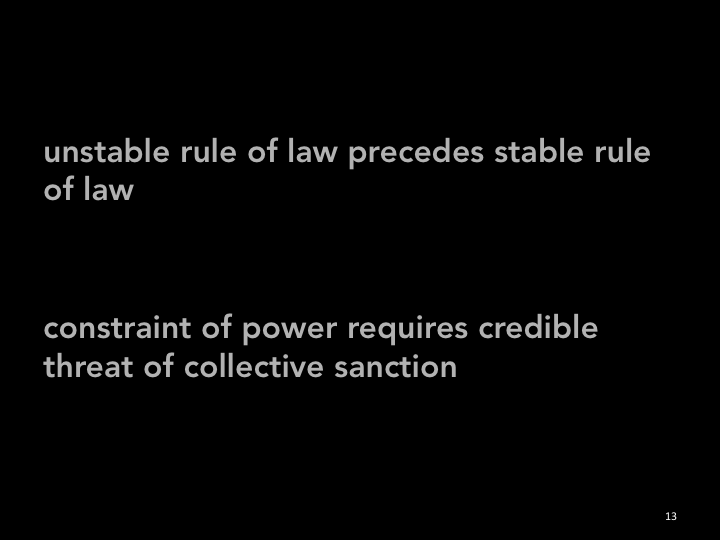 unstable rule of law precedes stable rule
of law
constraint of power requires credible
threat of collective sanction
13